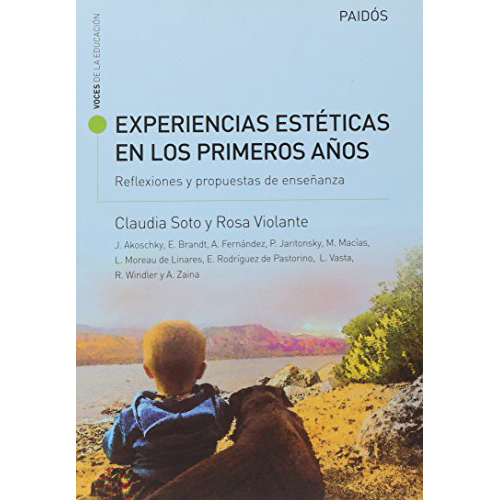 PAIDÓS
VOCES DE LA EDUCACIÓN
EXPERIENCIAS ESTÉTICAS
EN LOS PRIMEROS AÑOS
Reflexiones y propuestas de enseñanza
Claudia Soto y Rosa Violante
J. Akoschky, E. Brandt, A. Fernández, P. Jaritonsky, M. Macías,
L. Moreau de Linares, E. Rodríguez de Pastorino, L. Vasta,
R. Windler y A. Zaina